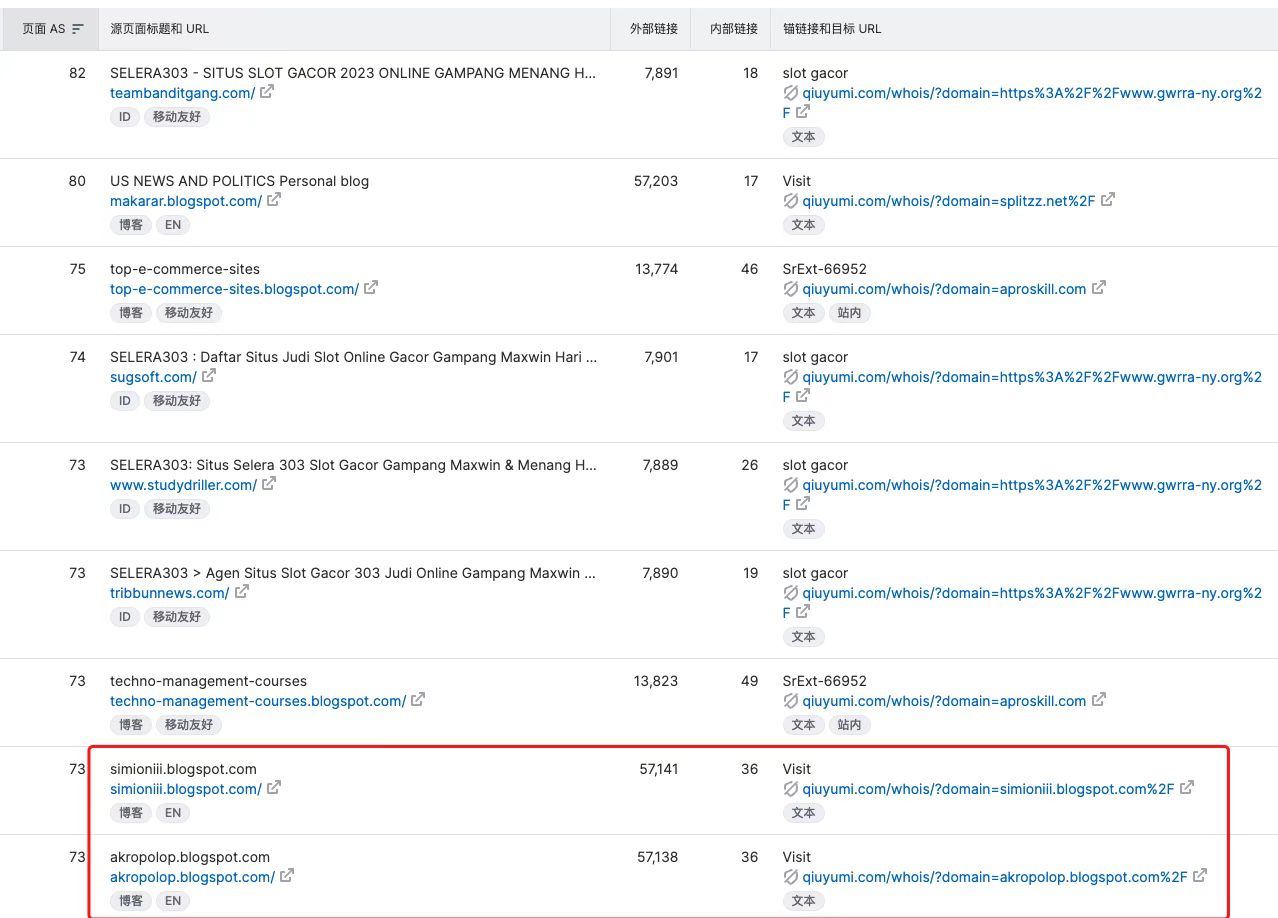 页面 AS 源页面标题和 URL 外部链接 内部链接 锚链接和目标 URL
82 SELERA303 - SITUS SLOT GACOR 2023 ONLINE GAMPANG MENANG H... 7,891 18 slot gacor
teambanditgang.com/ qiuyumi.com/whois/?domain=https%3A%2F%2Fwww.gwrra-ny.org%2
F
ID 移动友好
文本
80 US NEWS AND POLITICS Personal blog 57,203 17 Visit
makarar.blogspot.com/ qiuyumi.com/whois/?domain=splitzz.net%2F
博客 EN 文本
75 top-e-commerce-sites 13,774 46 SrExt-66952
top-e-commerce-sites.blogspot.com/ qiuyumi.com/whois/?domain=aproskill.com
博客 移动友好 文本 站内
74 SELERA303 : Daftar Situs Judi Slot Online Gacor Gampang Maxwin Hari ... 7,901 17 slot gacor
sugsoft.com/ qiuyumi.com/whois/?domain=https%3A%2F%2Fwww.gwrra-ny.org%2
F
ID 移动友好
文本
73 SELERA303: Situs Selera 303 Slot Gacor Gampang Maxwin & Menang H... 7,889 26 slot gacor
www.studydriller.com/ qiuyumi.com/whois/?domain=https%3A%2F%2Fwww.gwrra-ny.org%2
F
ID 移动友好
文本
73 SELERA303 > Agen Situs Slot Gacor 303 Judi Online Gampang Maxwin ... 7,890 19 slot gacor
tribbunnews.com/ qiuyumi.com/whois/?domain=https%3A%2F%2Fwww.gwrra-ny.org%2
F
ID 移动友好
文本
73 techno-management-courses 13,823 49 SrExt-66952
techno-management-courses.blogspot.com/ qiuyumi.com/whois/?domain=aproskill.com
博客 移动友好 文本 站内
73 simioniii.blogspot.com 57,141 36 Visit
simioniii.blogspot.com/ qiuyumi.com/whois/?domain=simioniii.blogspot.com%2F
博客 EN 文本
73 akropolop.blogspot.com 57,138 36 Visit
akropolop.blogspot.com/ qiuyumi.com/whois/?domain=akropolop.blogspot.com%2F
博客 EN 文本